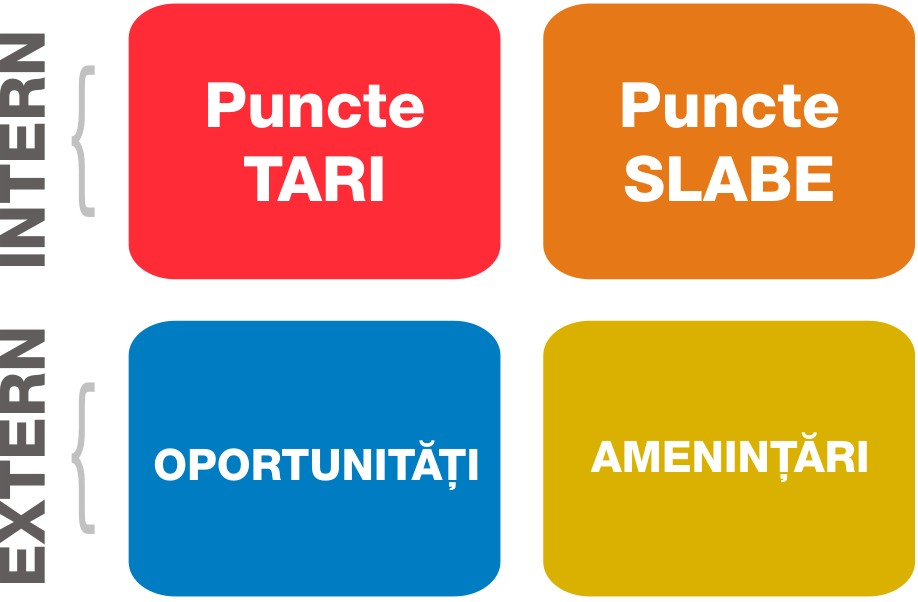 INTERN
Puncte
TARI
Puncte
SLABE
EXTERN
OPORTUNITĂȚI
AMENINȚĂRI